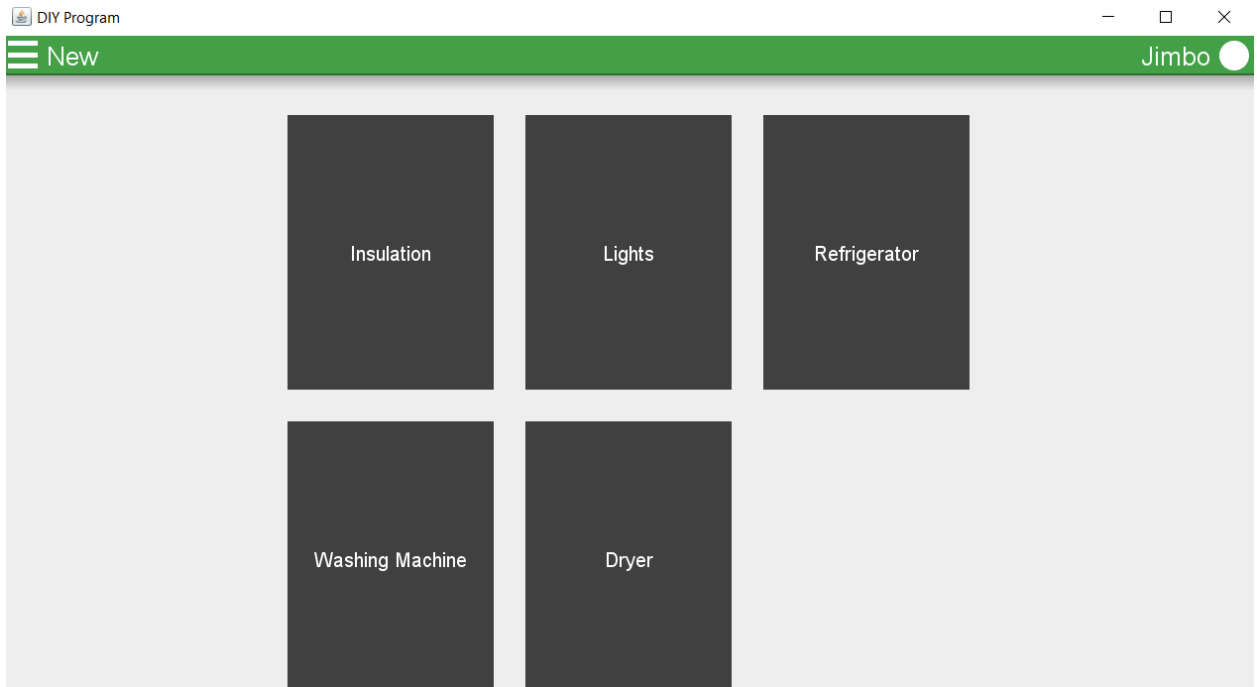 DIY Program
New
Jimbo
Insulation
Lights
Refrigerator
Washing Machine
Dryer